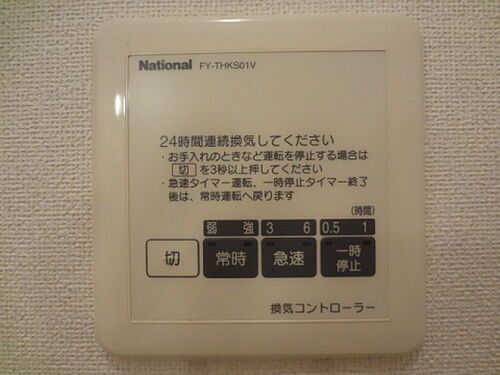 National FY-THKS01V
24時間連続換気してください
・お手入れのときなど運転を停止する場合は
切 を3秒以上押してください
・急速タイマー運転、一時停止タイマー終了
後は、常時運転へ戻ります
(時間)
弱 強 3 6 0.5 1
切 常時 急速 一時
停止
換気コントローラー